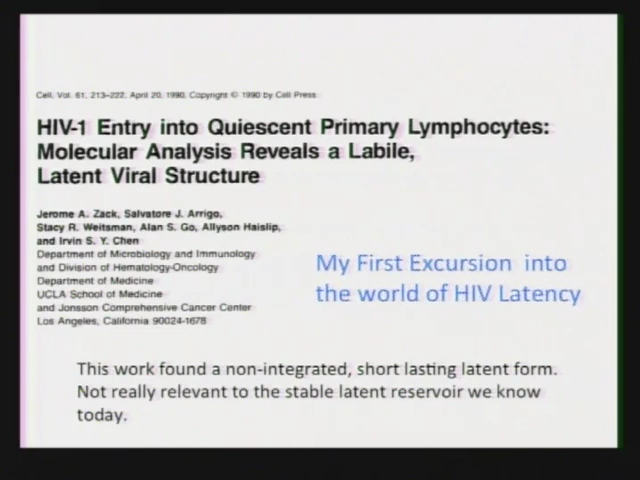 Cell, Vol. 61, 213-222, April 20, 1990, Copyright © 1990 by Cell Press
HIV-1 Entry into Quiescent Primary Lymphocytes:
Molecular Analysis Reveals a Labile,
Latent Viral Structure
Jerome A. Zack, Salvatore J. Arrigo,
Stacy R. Weitsman, Alan S. Go, Allyson Haislip,
and Irvin S. Y. Chen
Department of Microbiology and Immunology
and Division of Hematology-Oncology
Department of Medicine
UCLA School of Medicine
and Jonsson Comprehensive Cancer Center
Los Angeles, California 90024-1678
My First Excursion into
the world of HIV Latency
This work found a non-integrated, short lasting latent form.
Not really relevant to the stable latent reservoir we know
today.